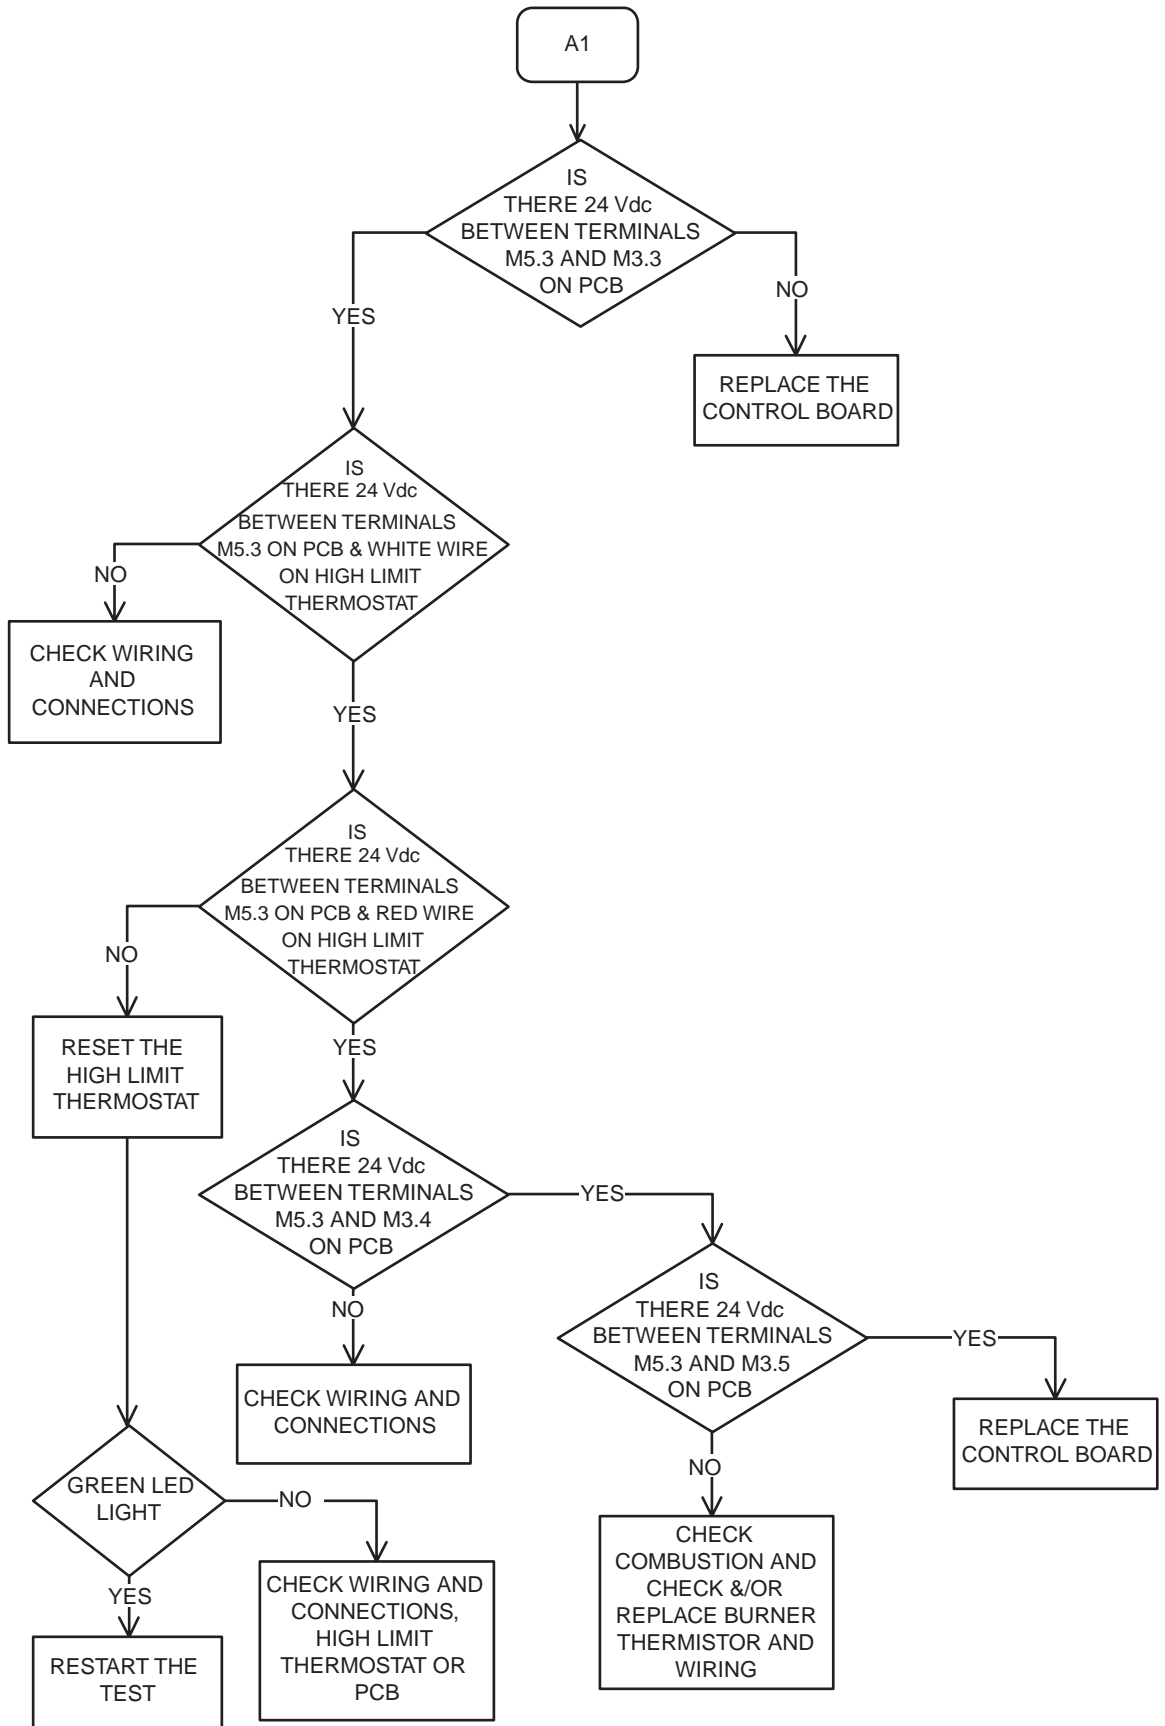 A1
IS
THERE 24 Vdc
BETWEEN TERMINALS
M5.3 AND M3.3
ON PCB
YES
NO
REPLACE THE
CONTROL BOARD
IS
THERE 24 Vdc
BETWEEN TERMINALS
M5.3 ON PCB & WHITE WIRE
ON HIGH LIMIT
THERMOSTAT
NO
CHECK WIRING
AND
CONNECTIONS
YES
IS
THERE 24 Vdc
BETWEEN TERMINALS
M5.3 ON PCB & RED WIRE
ON HIGH LIMIT
THERMOSTAT
NO
RESET THE
HIGH LIMIT
THERMOSTAT
YES
IS
THERE 24 Vdc
BETWEEN TERMINALS
M5.3 AND M3.4
ON PCB
YES
NO
CHECK WIRING AND
CONNECTIONS
IS
THERE 24 Vdc
BETWEEN TERMINALS
M5.3 AND M3.5
ON PCB
YES
REPLACE THE
CONTROL BOARD
NO
CHECK
COMBUSTION AND
CHECK &/OR
REPLACE BURNER
THERMISTOR AND
WIRING
GREEN LED
LIGHT
NO
CHECK WIRING AND
CONNECTIONS,
HIGH LIMIT
THERMOSTAT OR
PCB
YES
RESTART THE
TEST